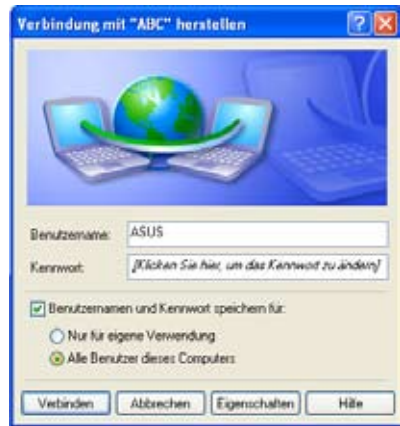 Verbindung mit "ABC" herstellen
Benutzername: ASUS
Kennwort: [Klicken Sie hier, um das Kennwort zu ändern]
Benutzernamen und Kennwort speichern für:
Nur für eigene Verwendung
Alle Benutzer dieses Computers
Verbinden Abbrechen Eigenschaften Hilfe